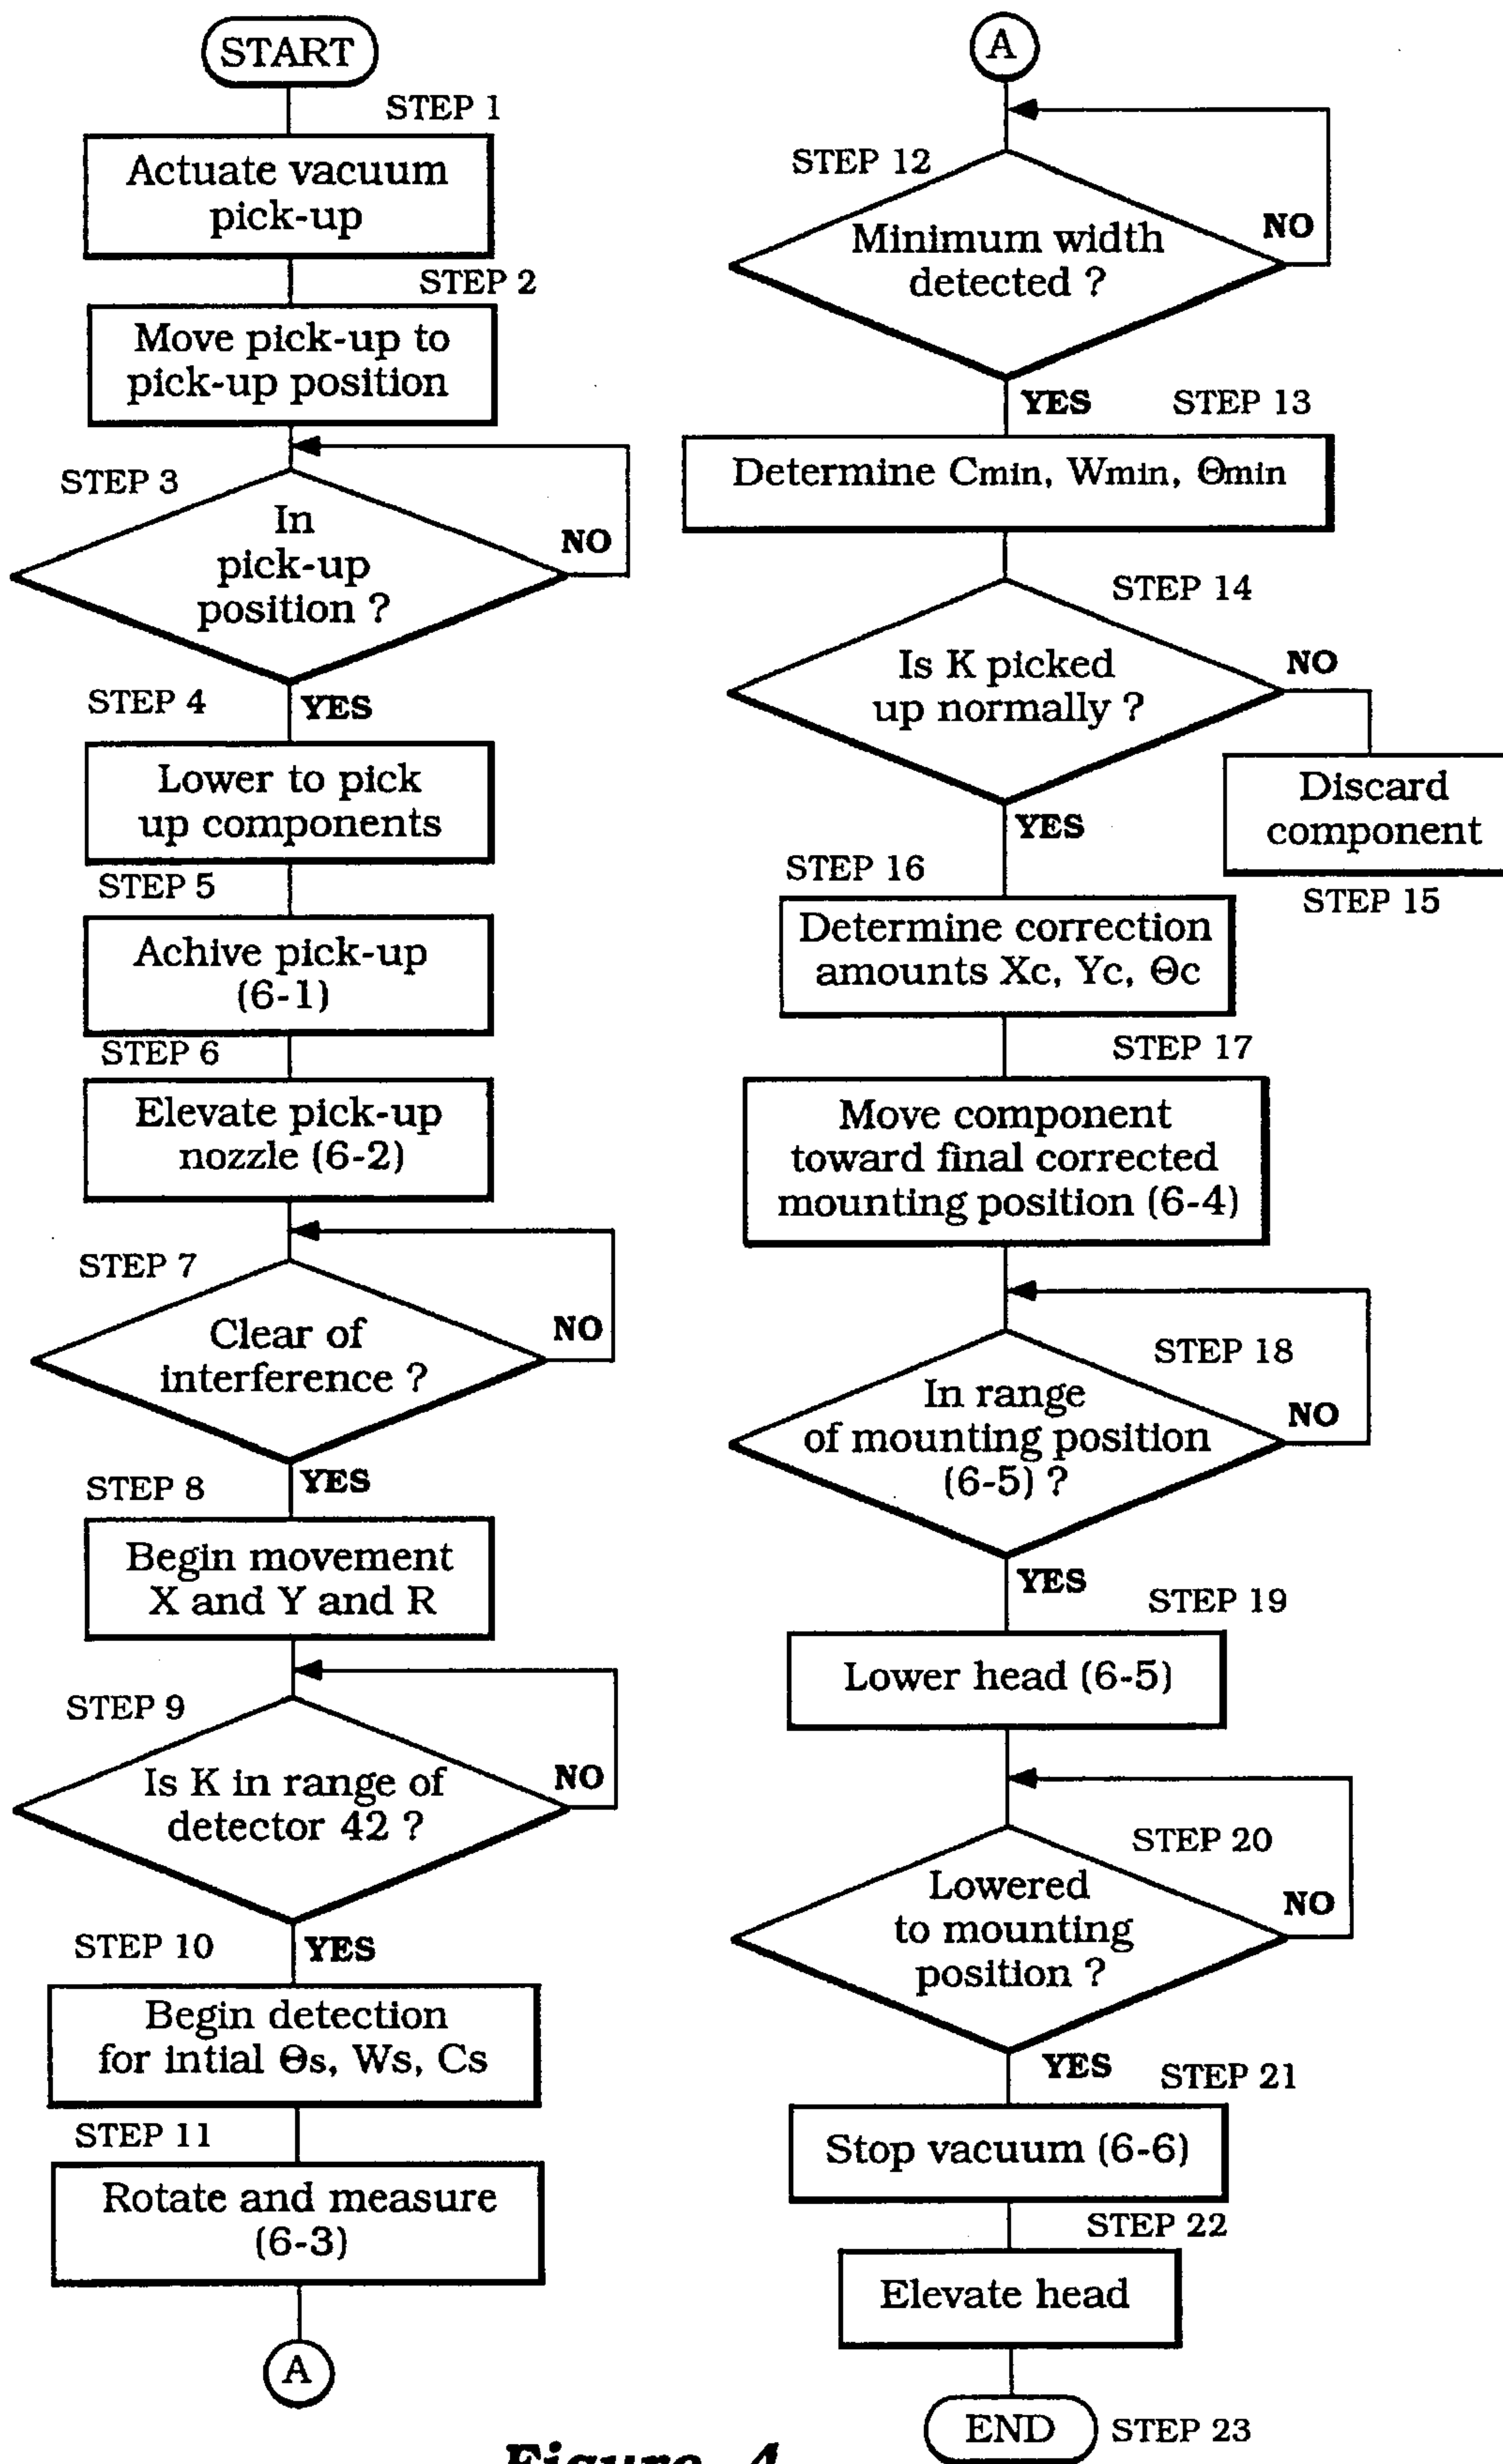 START
STEP 1
Actuate vacuum
pick-up
STEP 2
Move pick-up to
pick-up position
STEP 3
In
pick-up
position ?
NO
YES
STEP 4
Lower to pick
up components
STEP 5
Achive pick-up
(6-1)
STEP 6
Elevate pick-up
nozzle (6-2)
STEP 7
Clear of
interference ?
NO
YES
STEP 8
Begin movement
X and Y and R
STEP 9
Is K in range of
detector 42 ?
NO
YES
STEP 10
Begin detection
for intial Θs, Ws, Cs
STEP 11
Rotate and measure
(6-3)
A
A
STEP 12
Minimum width
detected ?
NO
YES
STEP 13
Determine Cmin, Wmin, Θmin
STEP 14
Is K picked
up normally ?
NO
Discard
component
STEP 15
YES
STEP 16
Determine correction
amounts Xc, Yc, Θc
STEP 17
Move component
toward final corrected
mounting position (6-4)
STEP 18
In range
of mounting position
(6-5) ?
NO
YES
STEP 19
Lower head (6-5)
STEP 20
Lowered
to mounting
position ?
NO
YES
STEP 21
Stop vacuum (6-6)
STEP 22
Elevate head
END
STEP 23
Figure 4